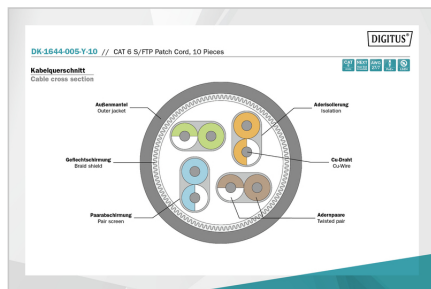 DIGITUS®
DK-1644-005-Y-10 // CAT 6 S/FTP Patch Cord, 10 Pieces
Kabelquerschnitt
Cable cross section
Außenmantel
Outer jacket
Aderisolierung
Isolation
Geflechtschirmung
Braid shield
Cu-Draht
Cu-Wire
Paarabschirmung
Pair screen
Adernpaare
Twisted pair